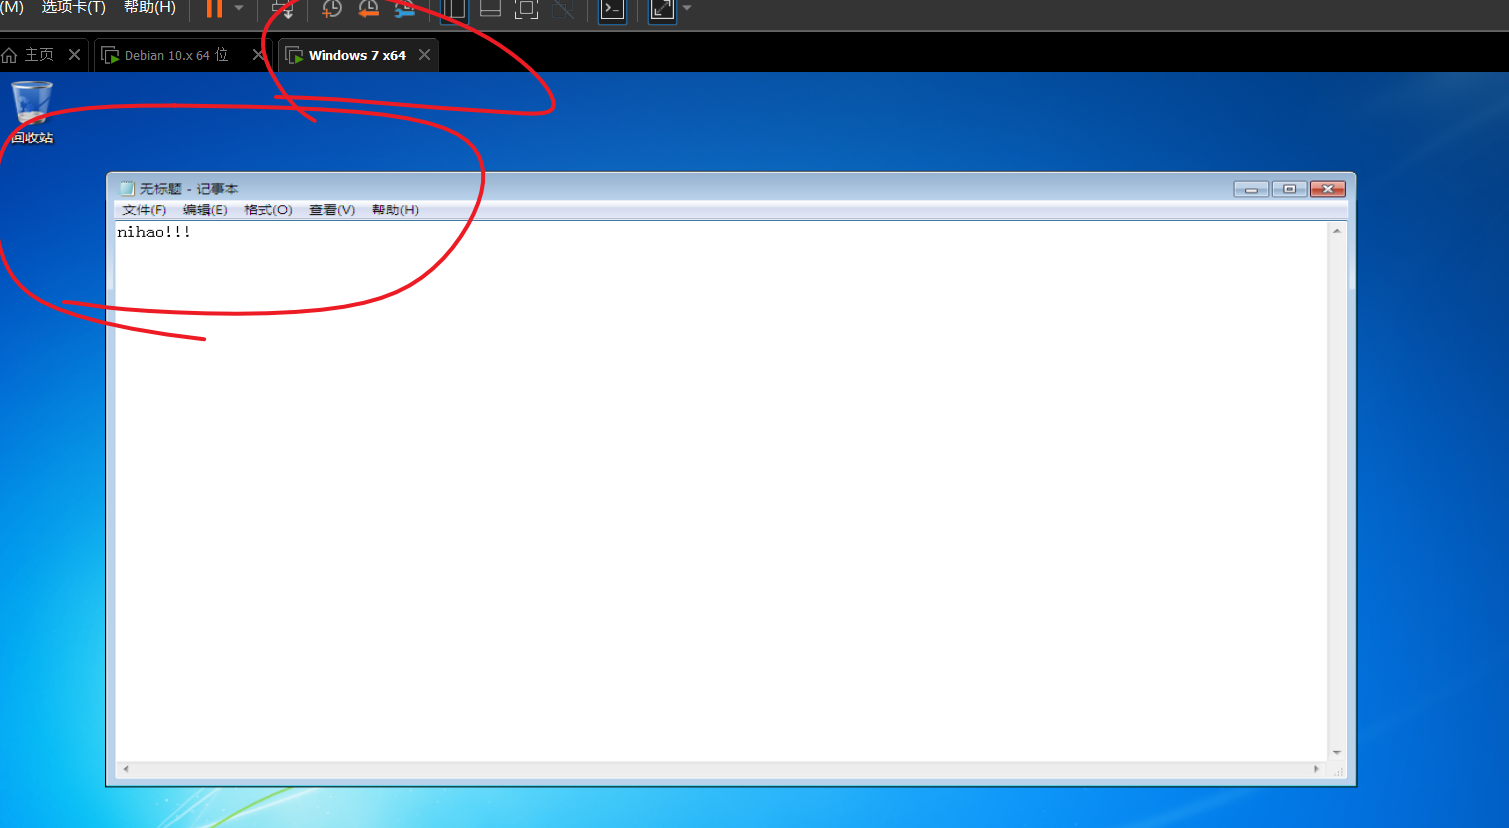 (M) 选项卡(T) 帮助(H)
主页 Debian 10.x 64 位 Windows 7 x64
回收站
无标题 - 记事本
文件(F) 编辑(E) 格式(O) 查看(V) 帮助(H)
nihao!!!